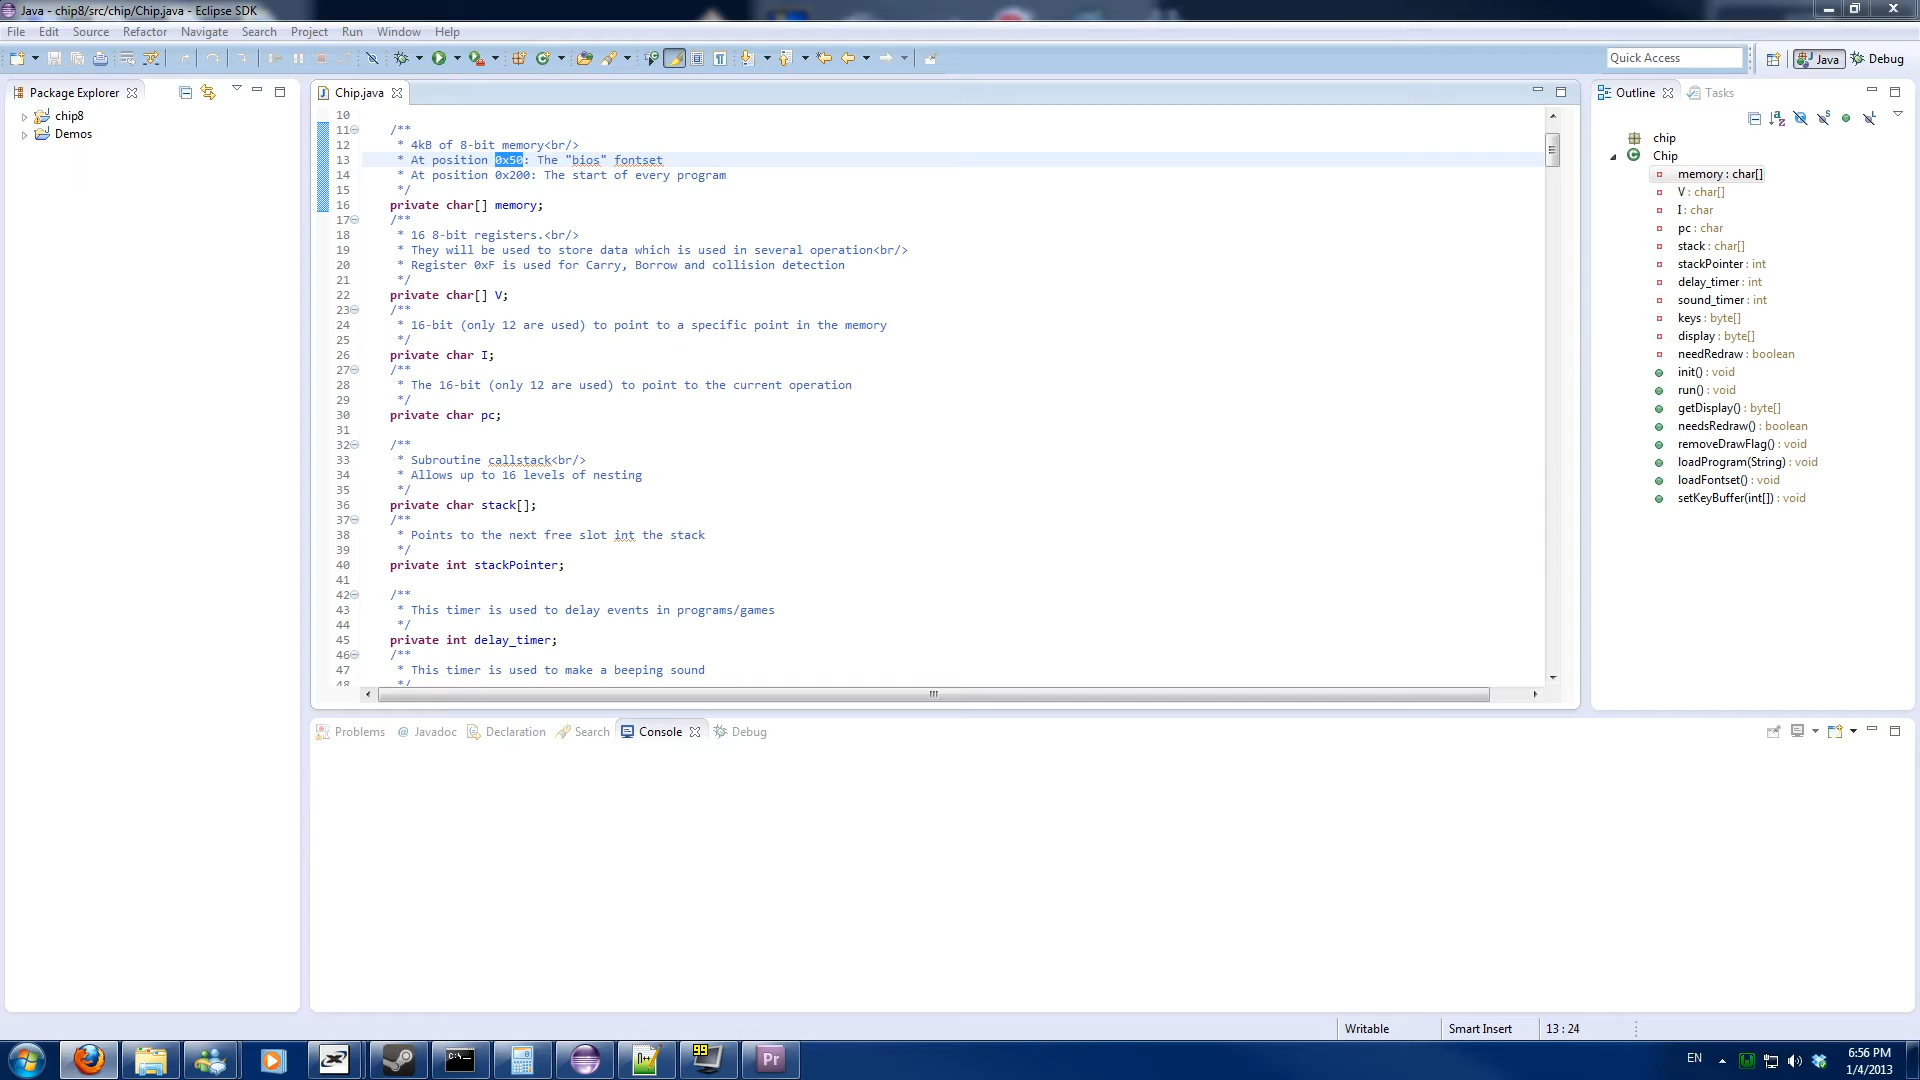 Java - chip8/src/chip/Chip.java - Eclipse SDK
File Edit Source Refactor Navigate Search Project Run Window Help
Quick Access Java Debug
Package Explorer
chip8
Demos
Chip.java
10
11 /**
12 * 4kB of 8-bit memory<br/>
13 * At position 0x50: The "bios" fontset
14 * At position 0x200: The start of every program
15 */
16 private char[] memory;
17 /**
18 * 16 8-bit registers.<br/>
19 * They will be used to store data which is used in several operation<br/>
20 * Register 0xF is used for Carry, Borrow and collision detection
21 */
22 private char[] V;
23 /**
24 * 16-bit (only 12 are used) to point to a specific point in the memory
25 */
26 private char I;
27 /**
28 * The 16-bit (only 12 are used) to point to the current operation
29 */
30 private char pc;
31
32 /**
33 * Subroutine callstack<br/>
34 * Allows up to 16 levels of nesting
35 */
36 private char stack[];
37 /**
38 * Points to the next free slot int the stack
39 */
40 private int stackPointer;
41
42 /**
43 * This timer is used to delay events in programs/games
44 */
45 private int delay_timer;
46 /**
47 * This timer is used to make a beeping sound
48 */
Outline Tasks
chip
Chip
memory : char[]
V : char[]
I : char
pc : char
stack : char[]
stackPointer : int
delay_timer : int
sound_timer : int
keys : byte[]
display : byte[]
needRedraw : boolean
init() : void
run() : void
getDisplay() : byte[]
needsRedraw() : boolean
removeDrawFlag() : void
loadProgram(String) : void
loadFontset() : void
setKeyBuffer(int[]) : void
Problems @ Javadoc Declaration Search Console Debug
Writable Smart Insert 13 : 24
99 Pr EN 6:56 PM
1/4/2013